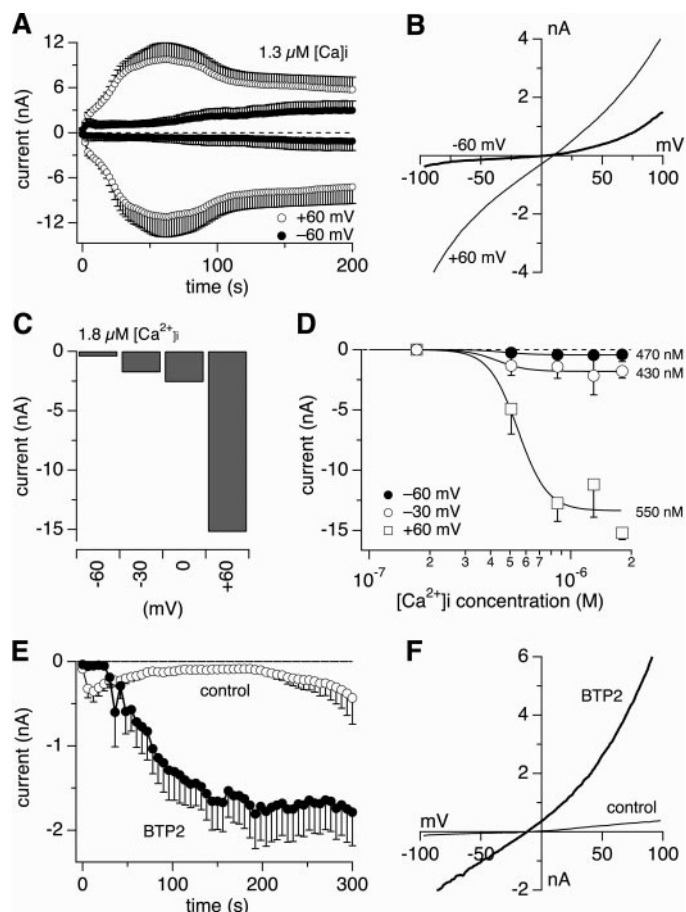 A
12
6
0
-6
-12
current (nA)
1.3 µM [Ca]i
+60 mV
−60 mV
0
100
200
time (s)
B
nA
4
2
-2
-4
-60 mV
mV
-100
-50
50
100
+60 mV
C
1.8 µM [Ca²⁺]i
0
-5
-10
-15
current (nA)
-60
-30
0
+60
(mV)
D
0
-5
-10
-15
current (nA)
470 nM
430 nM
550 nM
−60 mV
−30 mV
+60 mV
10⁻⁷
2
3
4
5
6
7
10⁻⁶
2
[Ca²⁺]i concentration (M)
E
0
-1
-2
current (nA)
control
BTP2
0
100
200
300
time (s)
F
6
4
2
-2
BTP2
control
mV
-100
-50
0
50
100
nA